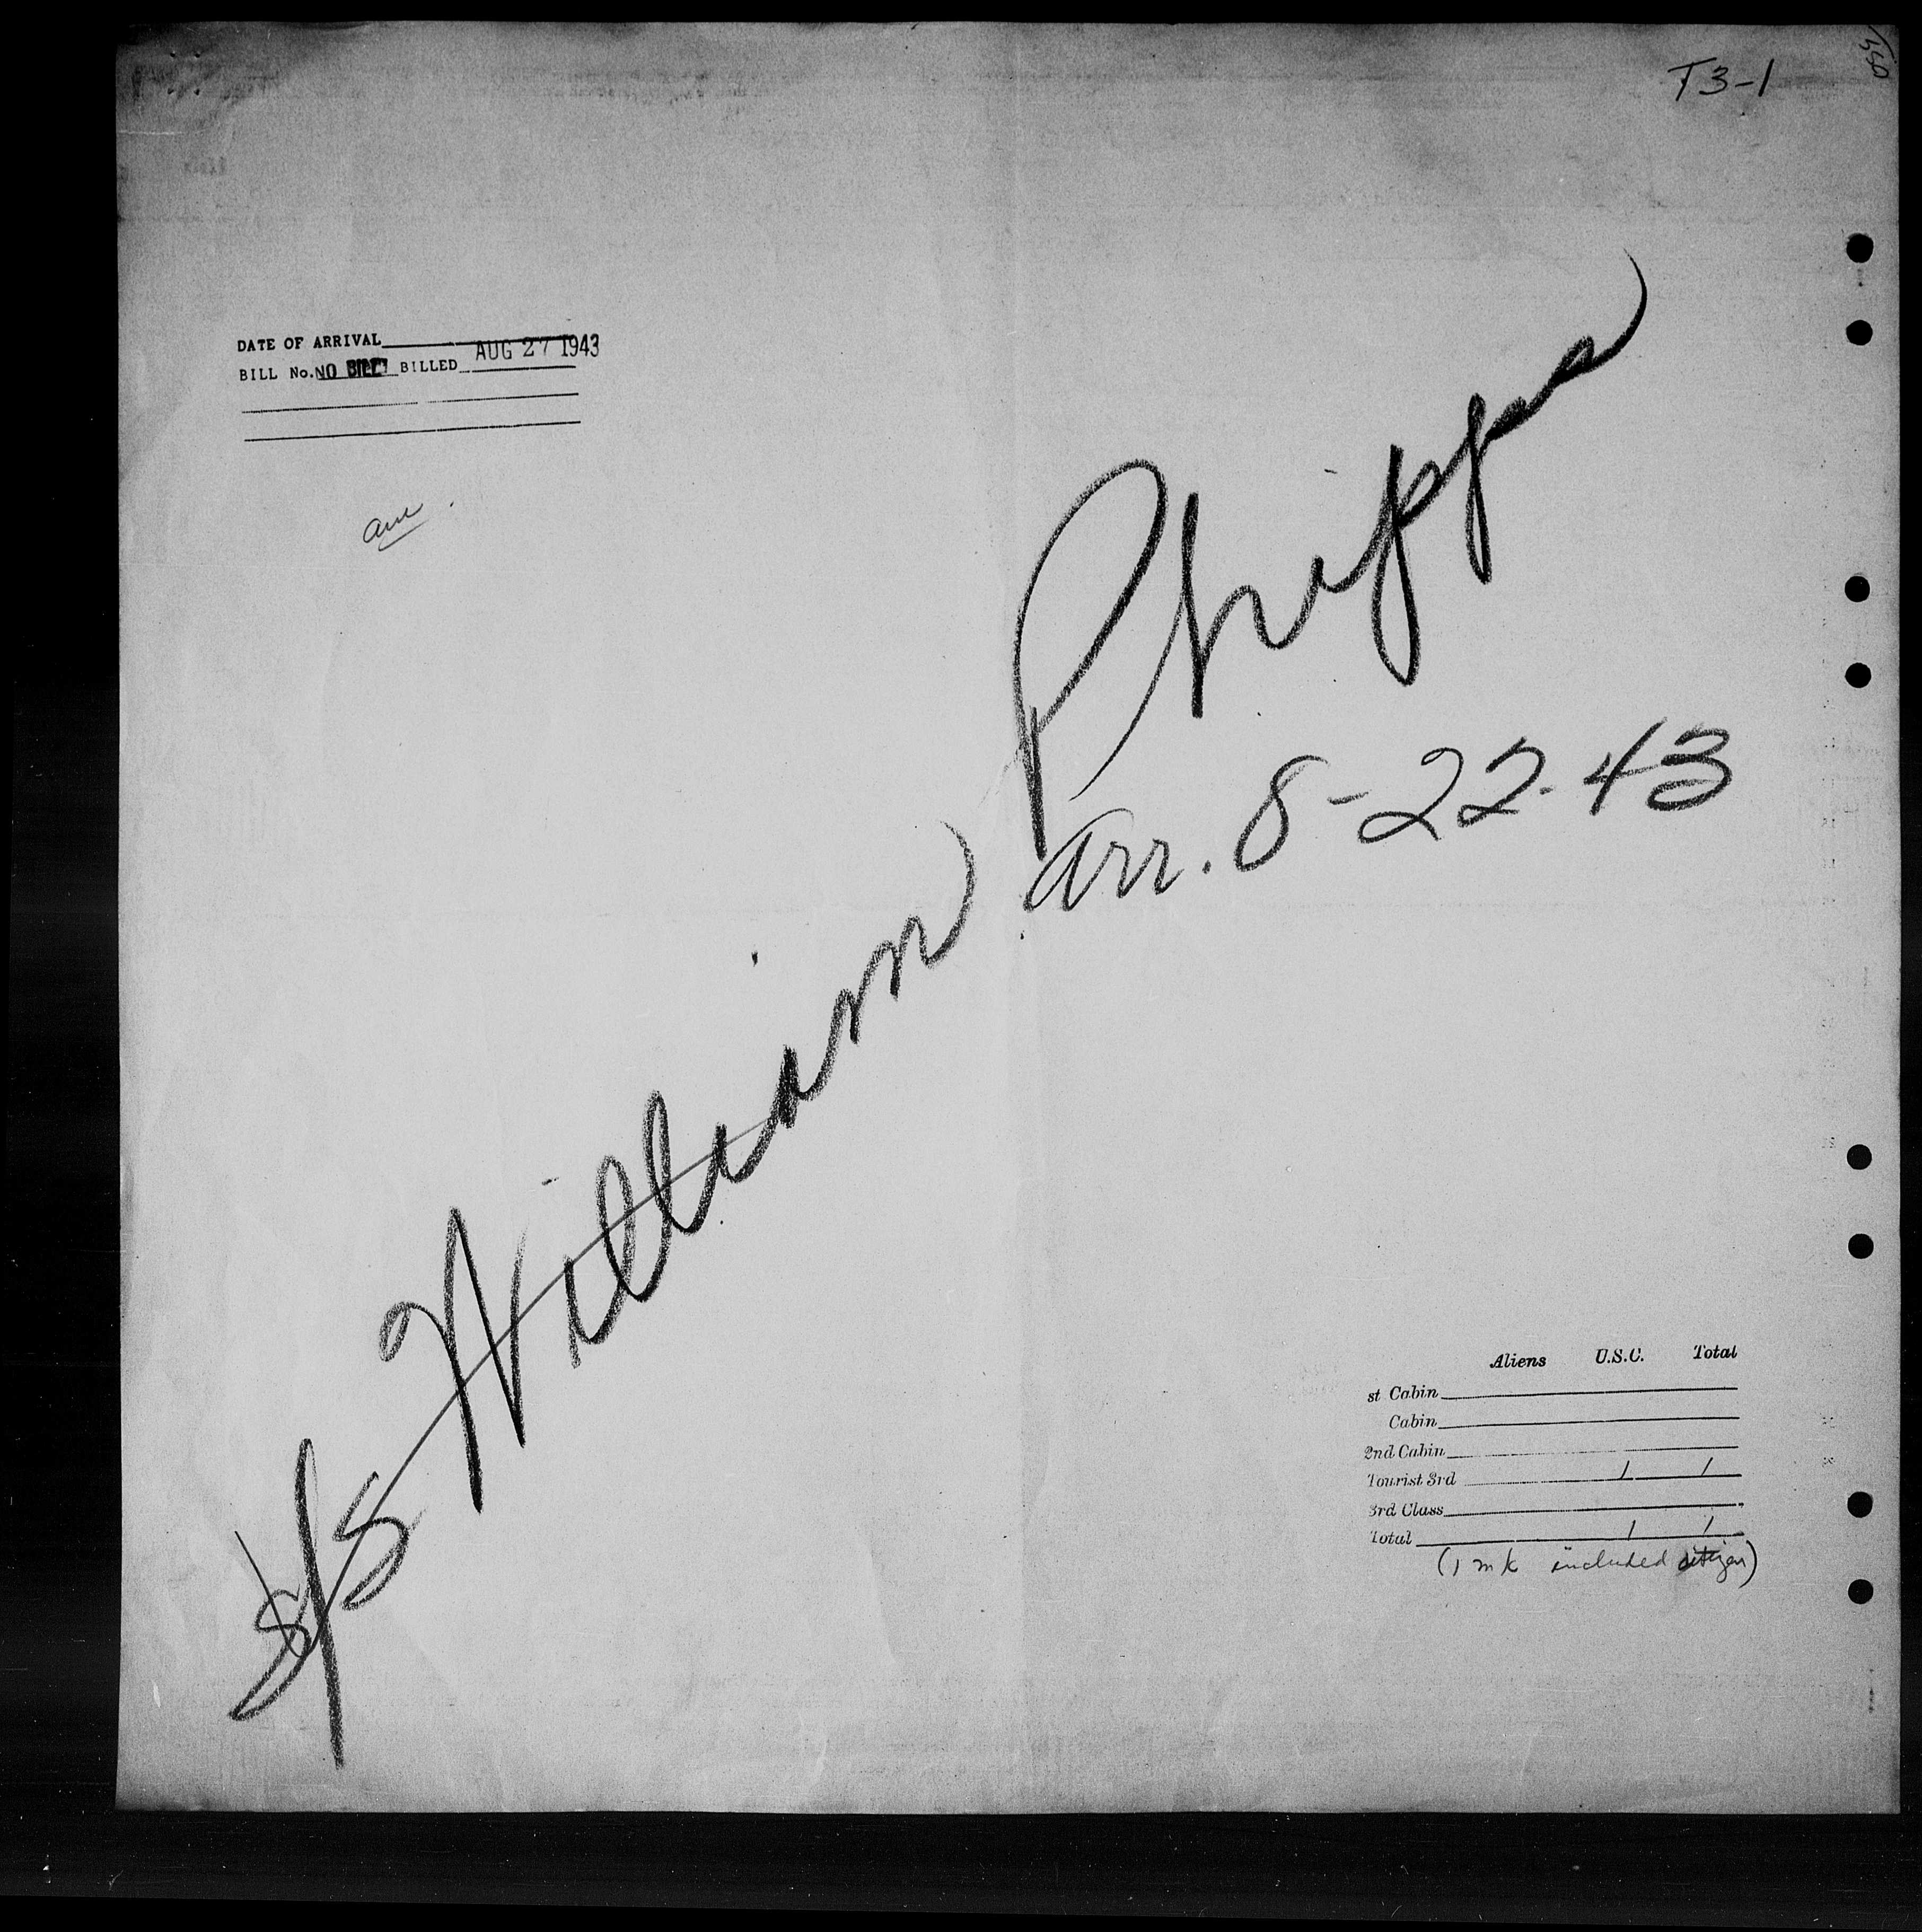 T3-1
DATE OF ARRIVAL
BILL No. NO BILL BILLED AUG 27 1943
S/S William Phipps
arr. 8-22-43
Aliens U.S.C. Total
st Cabin
Cabin
2nd Cabin
Tourist 3rd 1 1
3rd Class
Total 1 1
(1 mk included citizen)